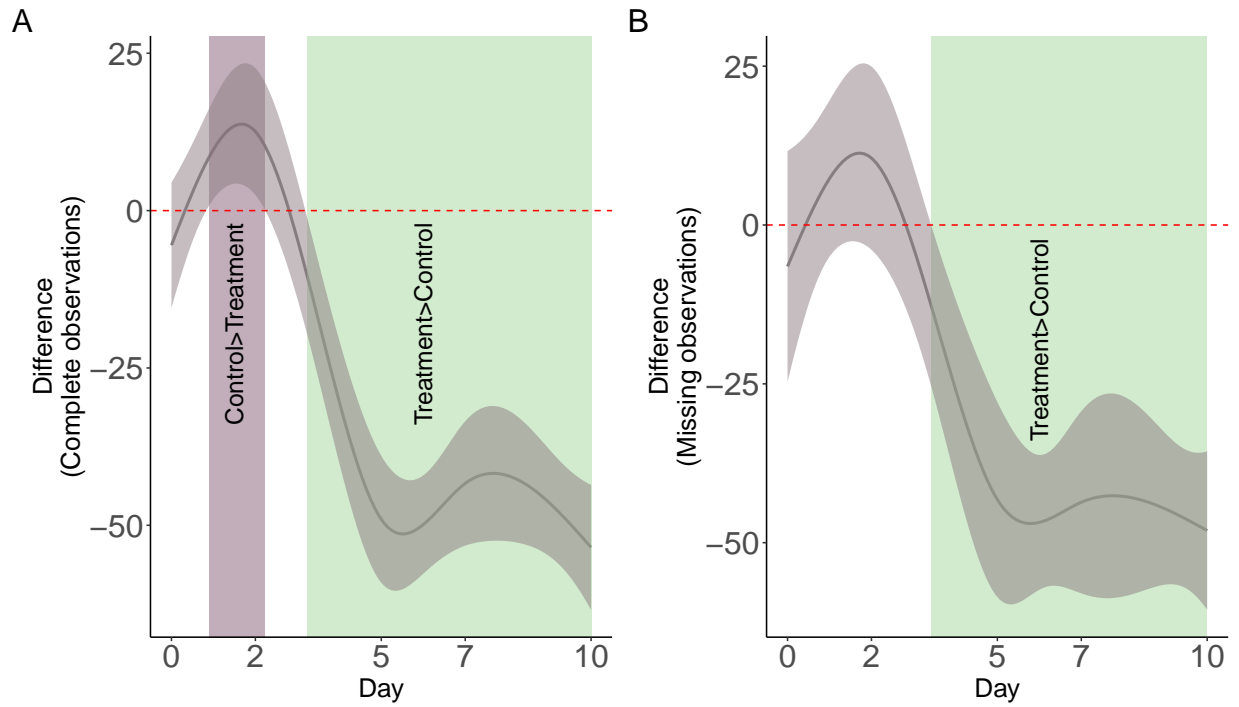 A
Difference
(Complete observations)
25
0
−25
−50
Control>Treatment
Treatment>Control
0 2 5 7 10
Day
B
Difference
(Missing observations)
25
0
−25
−50
Treatment>Control
0 2 5 7 10
Day